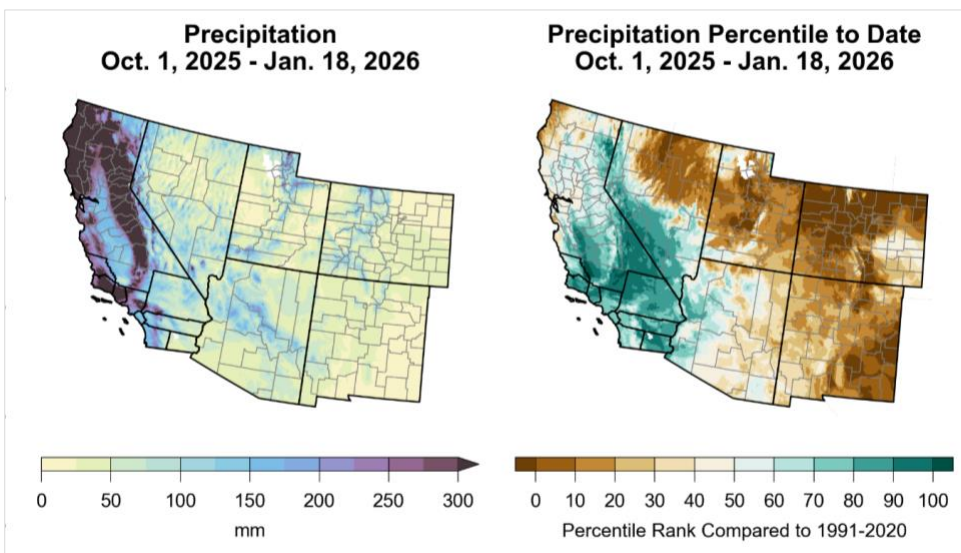 Precipitation
Oct. 1, 2025 - Jan. 18, 2026
Precipitation Percentile to Date
Oct. 1, 2025 - Jan. 18, 2026
0 50 100 150 200 250 300
mm
0 10 20 30 40 50 60 70 80 90 100
Percentile Rank Compared to 1991-2020